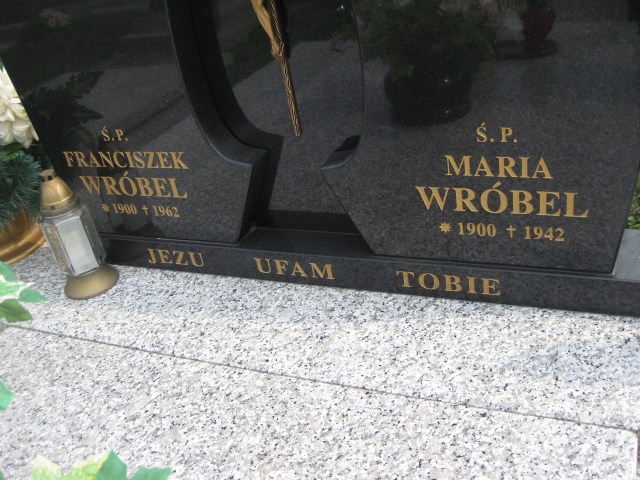 Ś.P.
FRANCISZEK
WRÓBEL
* 1900 † 1962
Ś.P.
MARIA
WRÓBEL
* 1900 † 1942
JEZU UFAM TOBIE